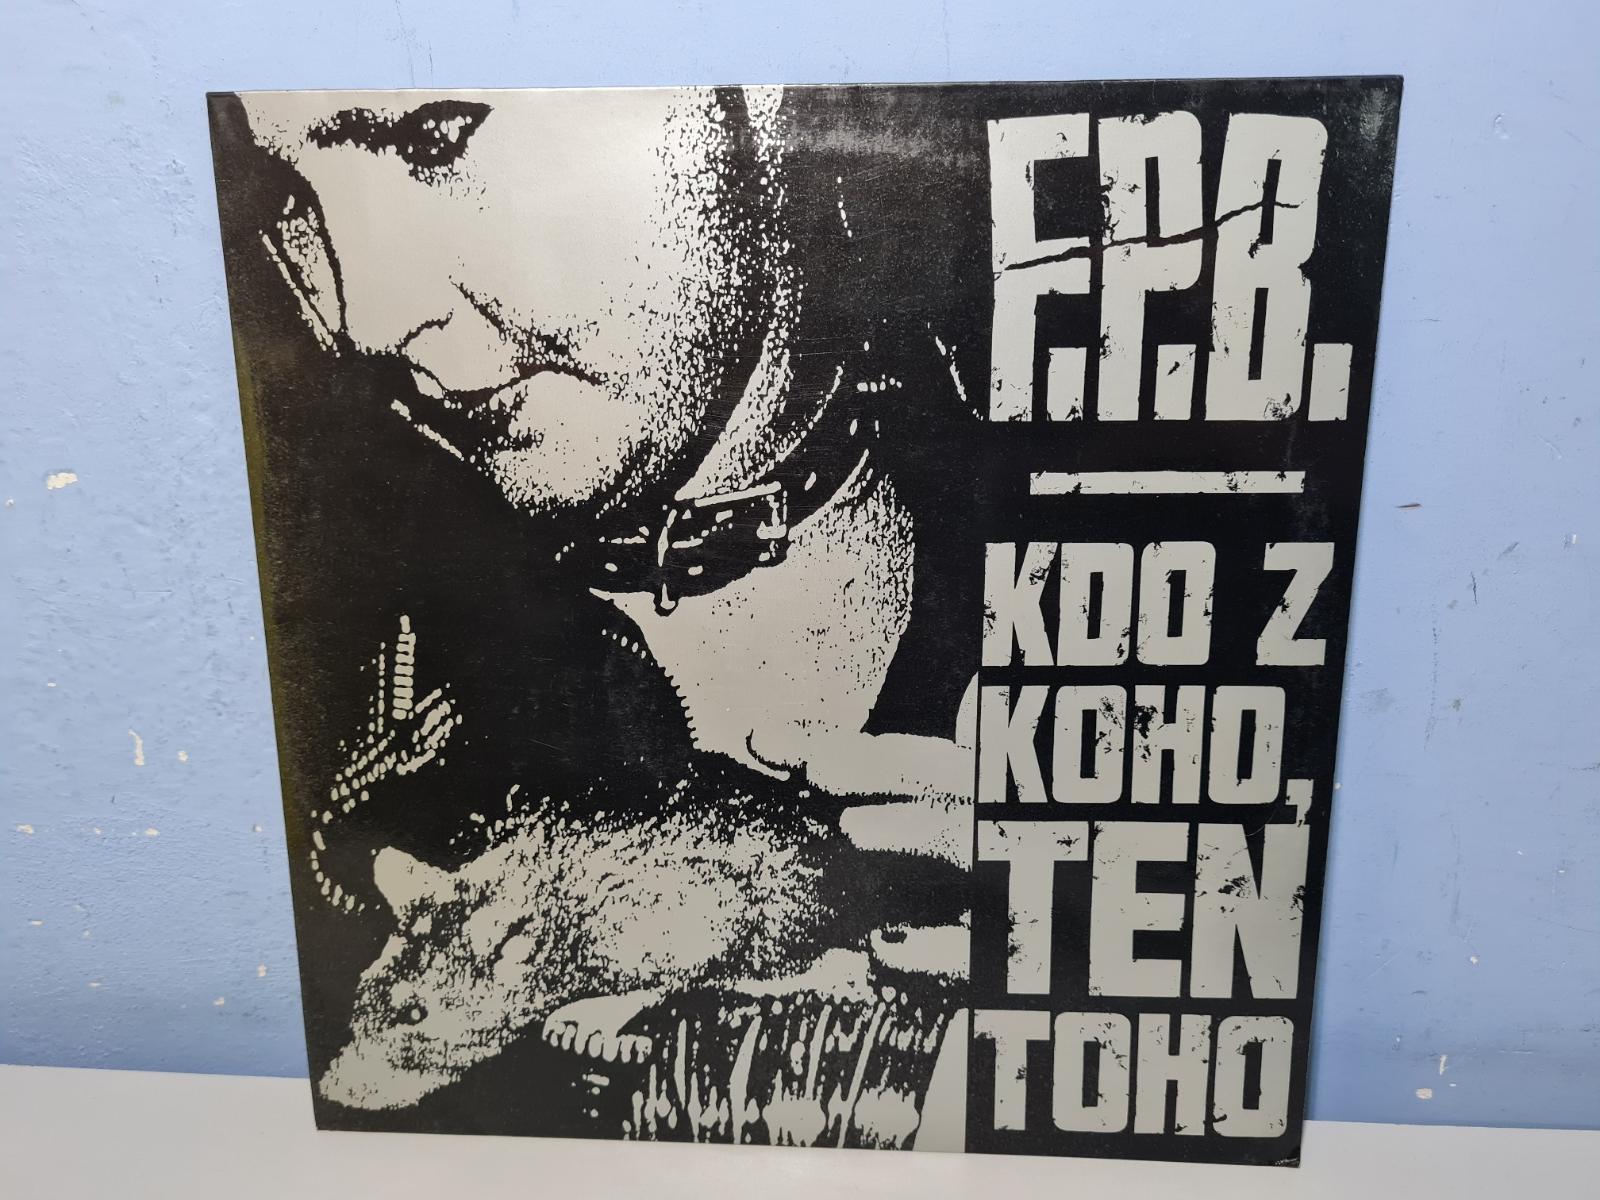 F.P.B.
KDO Z
KOHO,
TEN
TOHO